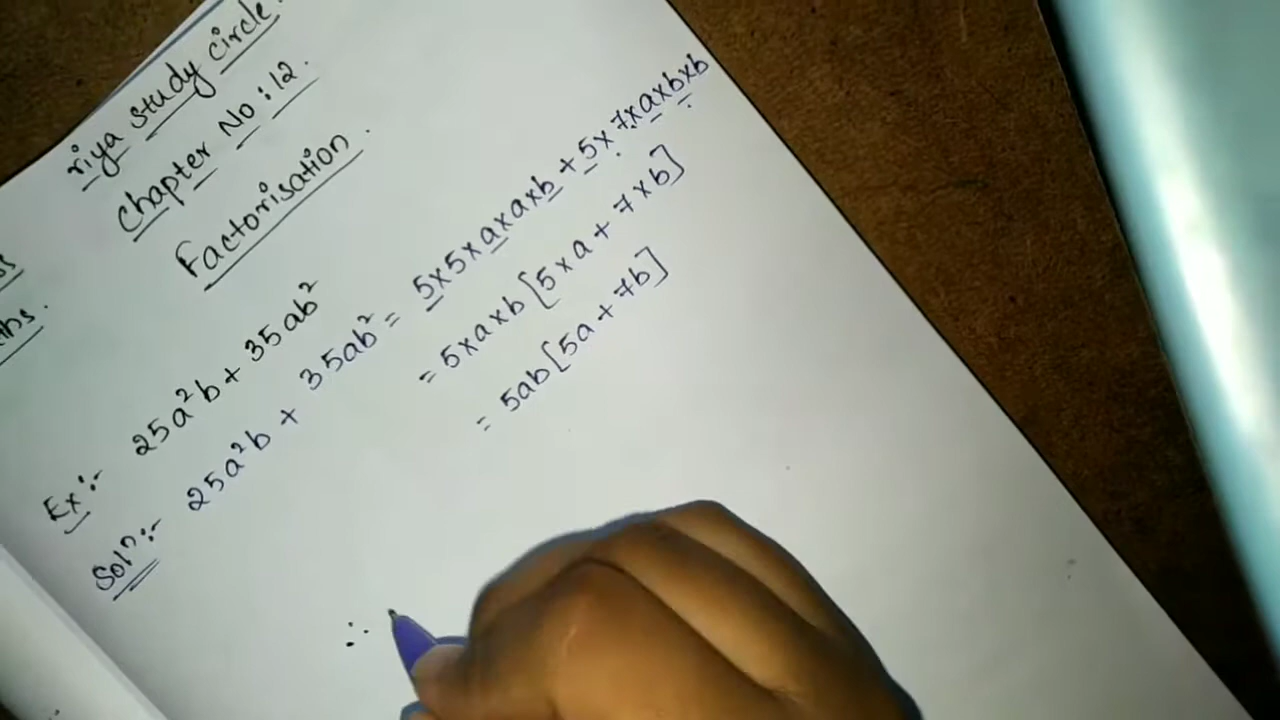 riya study circle.
Chapter No : 12.
Factorisation.
Ex :- 25a²b + 35ab²
Soln :- 25a²b + 35ab² = 5x5xaxaxb + 5x7xaxbxb
= 5xaxb [5xa + 7xb]
= 5ab[5a + 7b]
∴